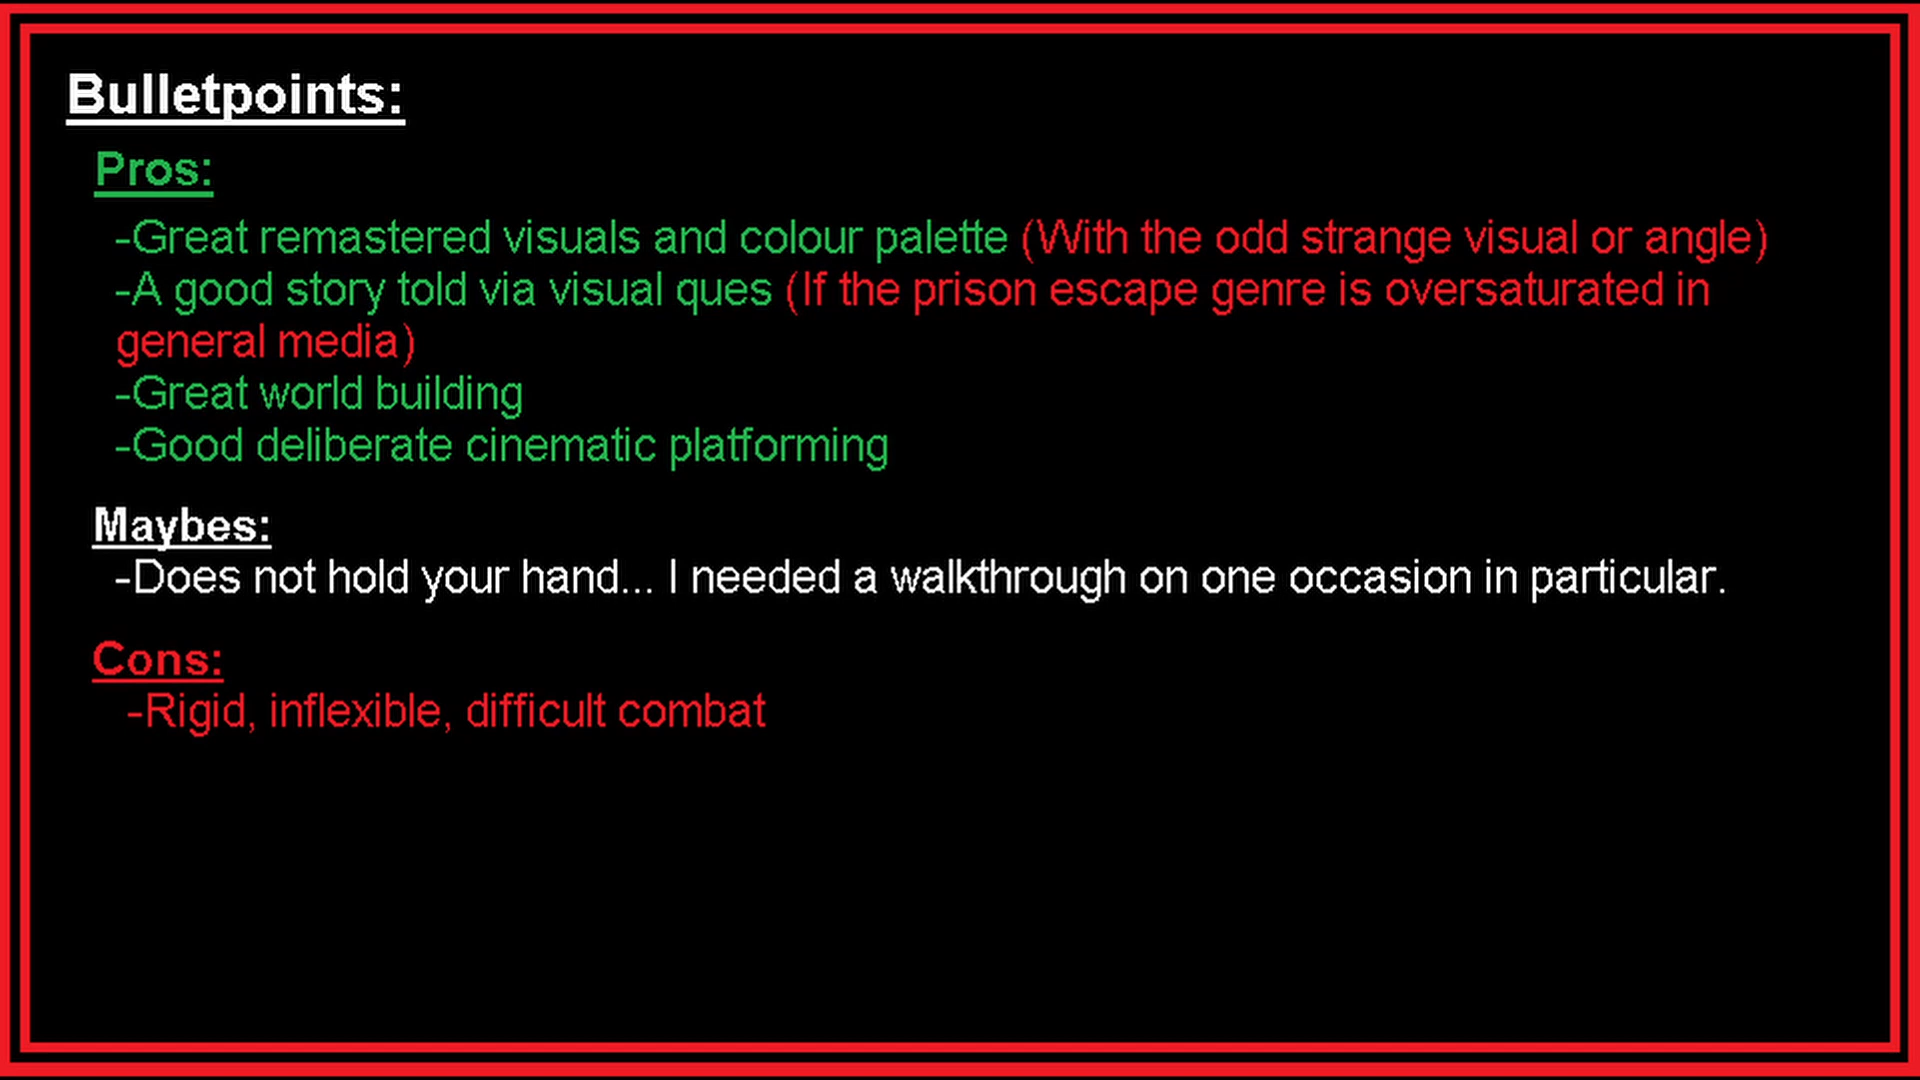 Bulletpoints:
Pros:
-Great remastered visuals and colour palette (With the odd strange visual or angle)
-A good story told via visual ques (If the prison escape genre is oversaturated in
general media)
-Great world building
-Good deliberate cinematic platforming
Maybes:
-Does not hold your hand... I needed a walkthrough on one occasion in particular.
Cons:
-Rigid, inflexible, difficult combat